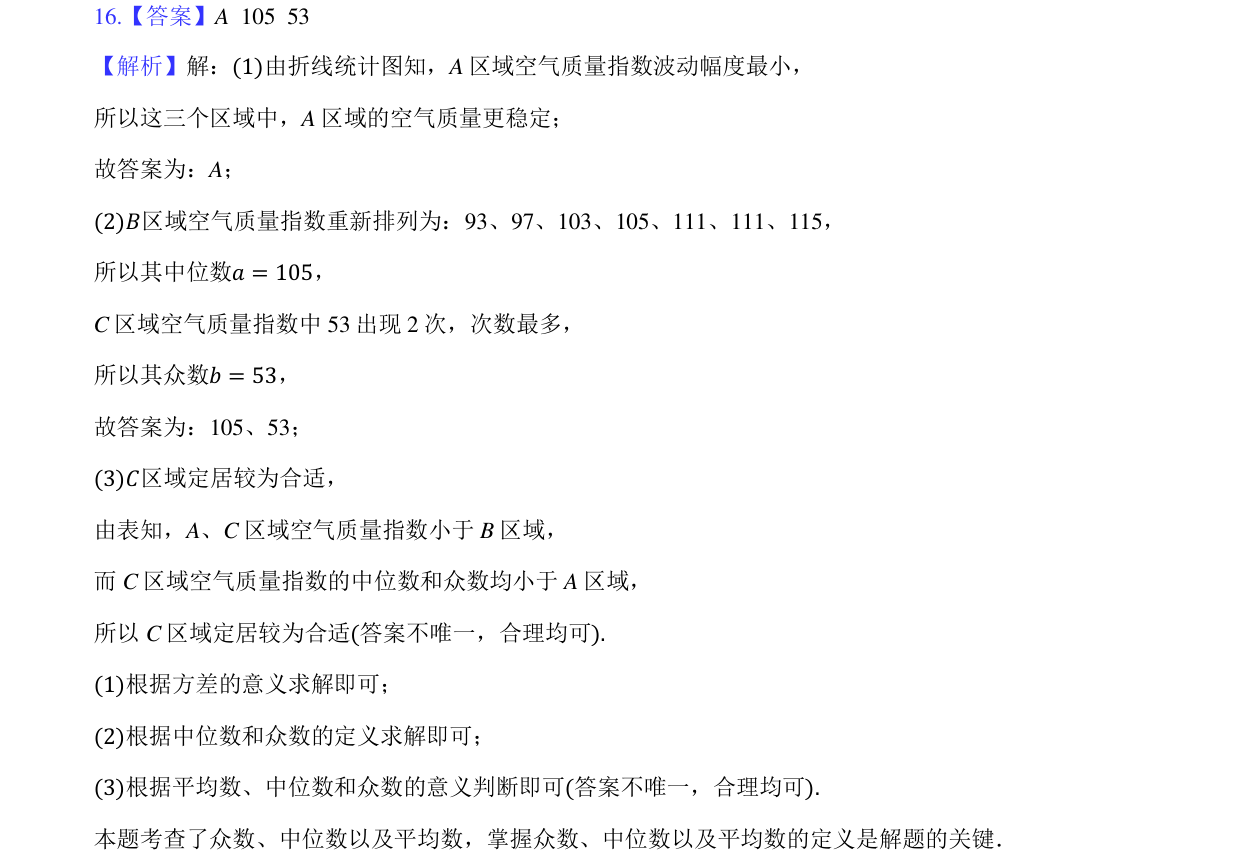 16.【答案】A 105 53
【解析】解：(1)由折线统计图知，A 区域空气质量指数波动幅度最小，
所以这三个区域中，A 区域的空气质量更稳定；
故答案为：A；
(2)B区域空气质量指数重新排列为：93、97、103、105、111、111、115，
所以其中位数a = 105，
C 区域空气质量指数中 53 出现 2 次，次数最多，
所以其众数b = 53，
故答案为：105、53；
(3)C区域定居较为合适，
由表知，A、C 区域空气质量指数小于 B 区域，
而 C 区域空气质量指数的中位数和众数均小于 A 区域，
所以 C 区域定居较为合适(答案不唯一，合理均可).
(1)根据方差的意义求解即可；
(2)根据中位数和众数的定义求解即可；
(3)根据平均数、中位数和众数的意义判断即可(答案不唯一，合理均可).
本题考查了众数、中位数以及平均数，掌握众数、中位数以及平均数的定义是解题的关键．